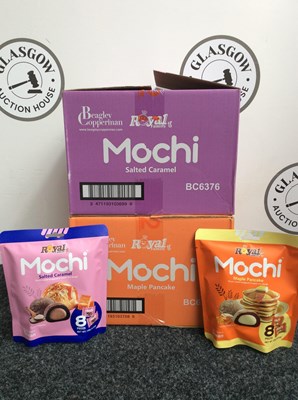 GLASGOW
AUCTION HOUSE
GLASGOW
AUCTION HOUSE
Beagley
Copperman
Royal
Mochi
Salted Caramel
BC6376
Copperman
Royal
Mochi
Maple Pancake
Royal
Mochi
Salted Caramel
8
Royal
Mochi
Maple Pancake
8